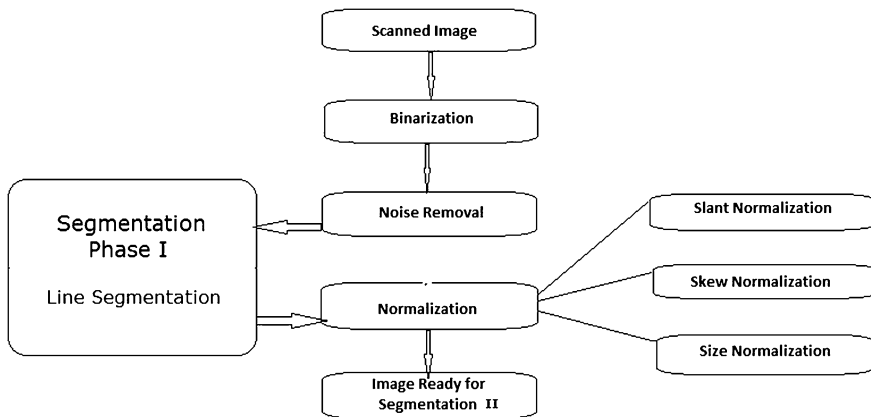 Scanned Image
Binarization
Noise Removal
Segmentation
Phase I
Line Segmentation
Normalization
Slant Normalization
Skew Normalization
Size Normalization
Image Ready for
Segmentation II